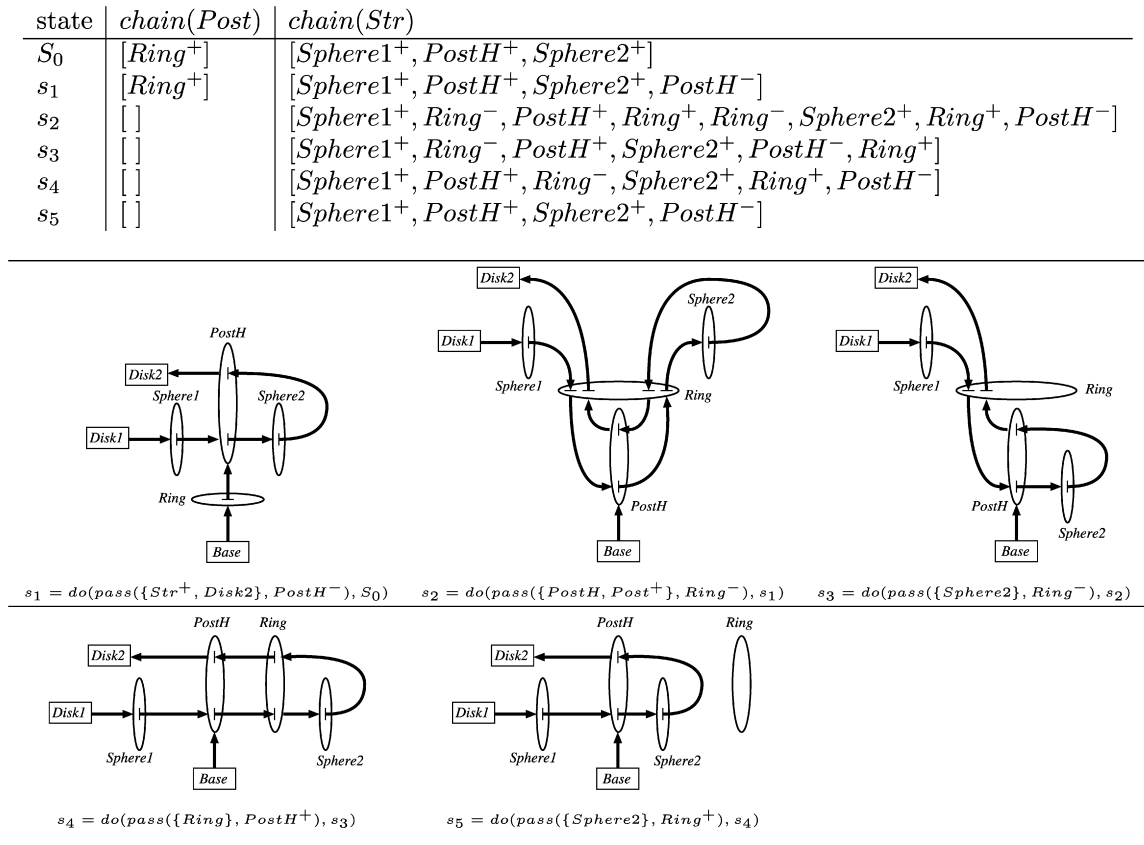 state chain(Post) chain(Str)
S₀ [Ring⁺] [Sphere1⁺, PostH⁺, Sphere2⁺]
s₁ [Ring⁺] [Sphere1⁺, PostH⁺, Sphere2⁺, PostH⁻]
s₂ [ ] [Sphere1⁺, Ring⁻, PostH⁺, Ring⁺, Ring⁻, Sphere2⁺, Ring⁺, PostH⁻]
s₃ [ ] [Sphere1⁺, Ring⁻, PostH⁺, Sphere2⁺, PostH⁻, Ring⁺]
s₄ [ ] [Sphere1⁺, PostH⁺, Ring⁻, Sphere2⁺, Ring⁺, PostH⁻]
s₅ [ ] [Sphere1⁺, PostH⁺, Sphere2⁺, PostH⁻]
PostH
Disk2
Sphere1
Sphere2
Disk1
Ring
Base
s₁ = do(pass({Str⁺, Disk2}, PostH⁻), S₀)
Disk2
Sphere2
Disk1
Sphere1
Ring
PostH
Base
s₂ = do(pass({PostH, Post⁺}, Ring⁻), s₁)
Disk2
Disk1
Sphere1
Ring
PostH
Sphere2
Base
s₃ = do(pass({Sphere2}, Ring⁻), s₂)
PostH
Ring
Disk2
Disk1
Sphere1
Sphere2
Base
s₄ = do(pass({Ring}, PostH⁺), s₃)
PostH
Ring
Disk2
Disk1
Sphere1
Sphere2
Base
s₅ = do(pass({Sphere2}, Ring⁺), s₄)